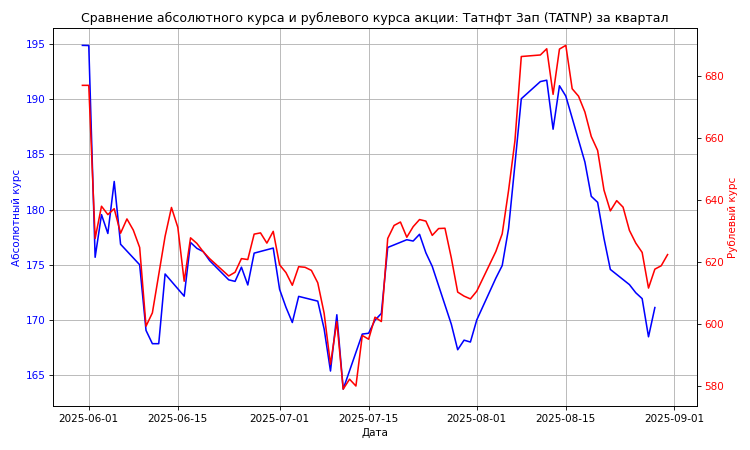 Сравнение абсолютного курса и рублевого курса акции: Татнфт 3ап (TATNP) за квартал
195
190
185
180
175
170
165
Абсолютный курс
680
660
640
620
600
580
Рублевый курс
2025-06-01 2025-06-15 2025-07-01 2025-07-15 2025-08-01 2025-08-15 2025-09-01
Дата